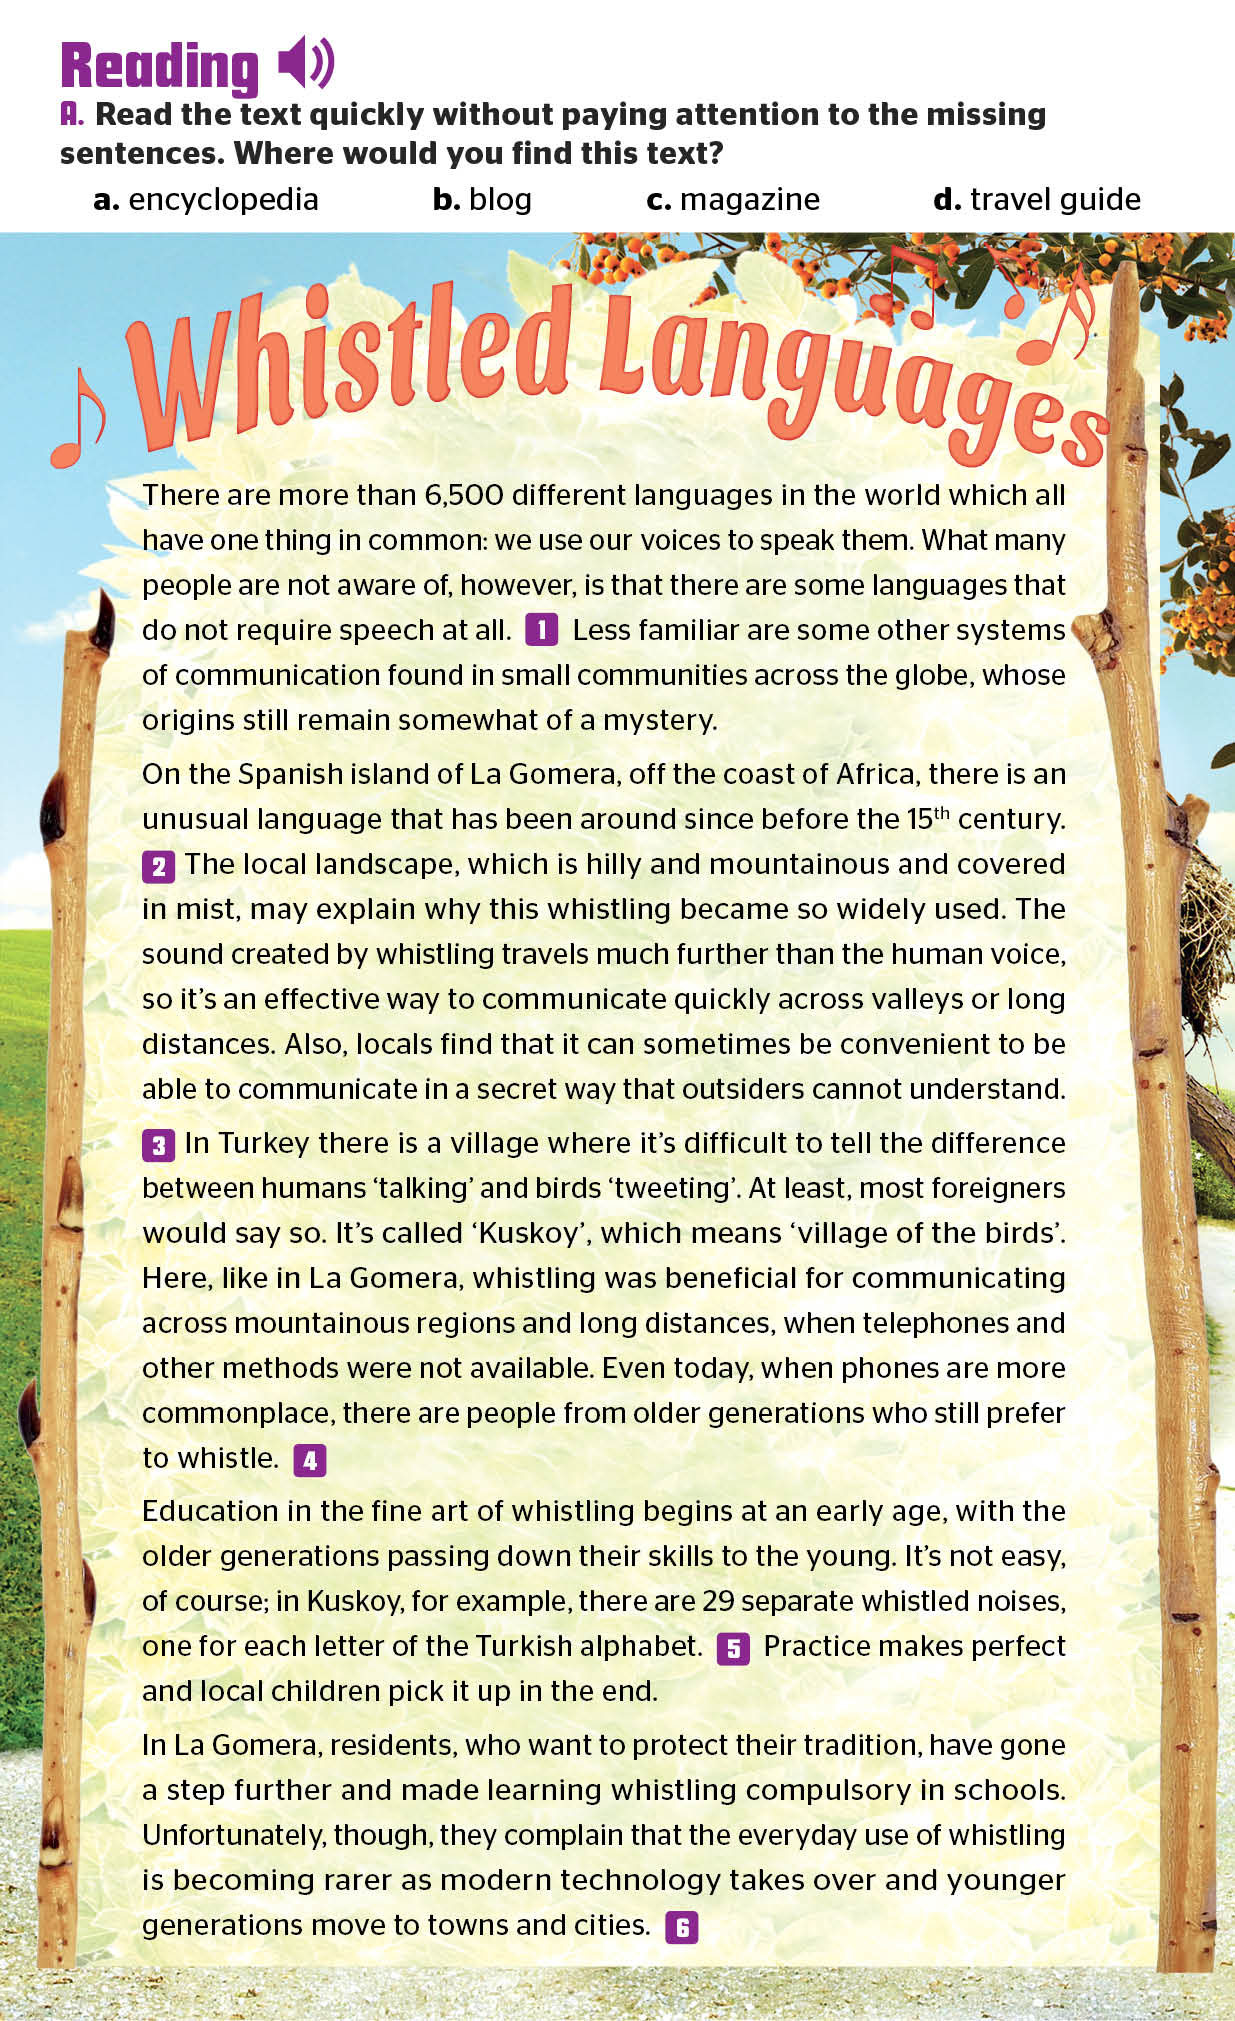 Reading
A. Read the text quickly without paying attention to the missing
sentences. Where would you find this text?
a. encyclopedia b. blog c. magazine d. travel guide
Whistled Languages
There are more than 6,500 different languages in the world which all
have one thing in common: we use our voices to speak them. What many
people are not aware of, however, is that there are some languages that
do not require speech at all. 1 Less familiar are some other systems
of communication found in small communities across the globe, whose
origins still remain somewhat of a mystery.
On the Spanish island of La Gomera, off the coast of Africa, there is an
unusual language that has been around since before the 15th century.
2 The local landscape, which is hilly and mountainous and covered
in mist, may explain why this whistling became so widely used. The
sound created by whistling travels much further than the human voice,
so it's an effective way to communicate quickly across valleys or long
distances. Also, locals find that it can sometimes be convenient to be
able to communicate in a secret way that outsiders cannot understand.
3 In Turkey there is a village where it's difficult to tell the difference
between humans 'talking' and birds 'tweeting'. At least, most foreigners
would say so. It's called 'Kuskoy', which means 'village of the birds'.
Here, like in La Gomera, whistling was beneficial for communicating
across mountainous regions and long distances, when telephones and
other methods were not available. Even today, when phones are more
commonplace, there are people from older generations who still prefer
to whistle. 4
Education in the fine art of whistling begins at an early age, with the
older generations passing down their skills to the young. It's not easy,
of course; in Kuskoy, for example, there are 29 separate whistled noises,
one for each letter of the Turkish alphabet. 5 Practice makes perfect
and local children pick it up in the end.
In La Gomera, residents, who want to protect their tradition, have gone
a step further and made learning whistling compulsory in schools.
Unfortunately, though, they complain that the everyday use of whistling
is becoming rarer as modern technology takes over and younger
generations move to towns and cities. 6